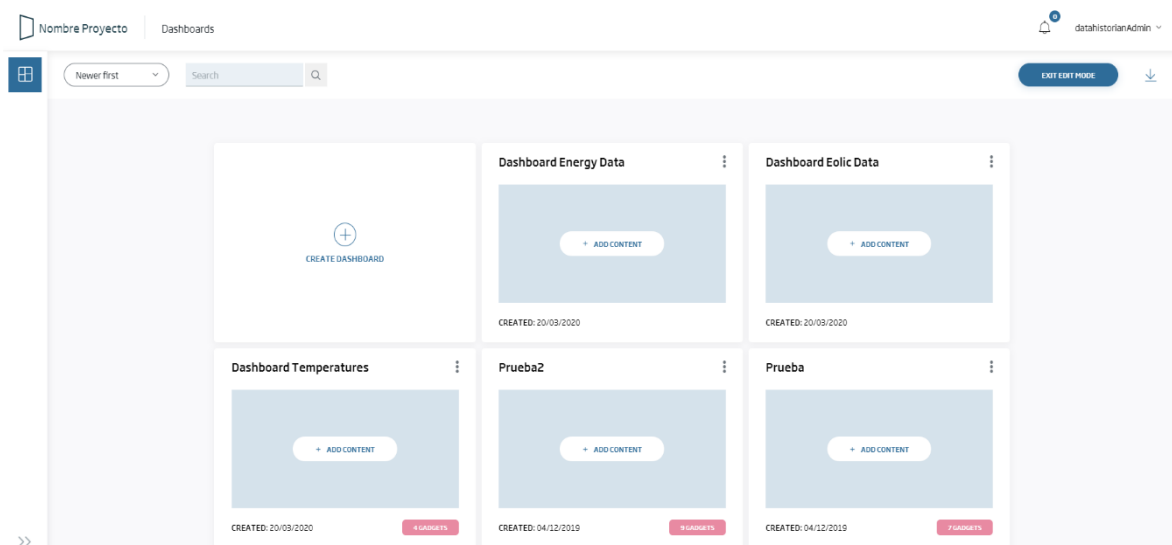 Nombre Proyecto
Dashboards
0
datahistorianAdmin
Newer first
Search
EXIT EDIT MODE
Dashboard Energy Data
Dashboard Eolic Data
+ ADD CONTENT
+ ADD CONTENT
CREATE DASHBOARD
CREATED: 20/03/2020
CREATED: 20/03/2020
Dashboard Temperatures
Prueba2
Prueba
+ ADD CONTENT
+ ADD CONTENT
+ ADD CONTENT
CREATED: 20/03/2020
4 GADGETS
CREATED: 04/12/2019
9 GADGETS
CREATED: 04/12/2019
7 GADGETS